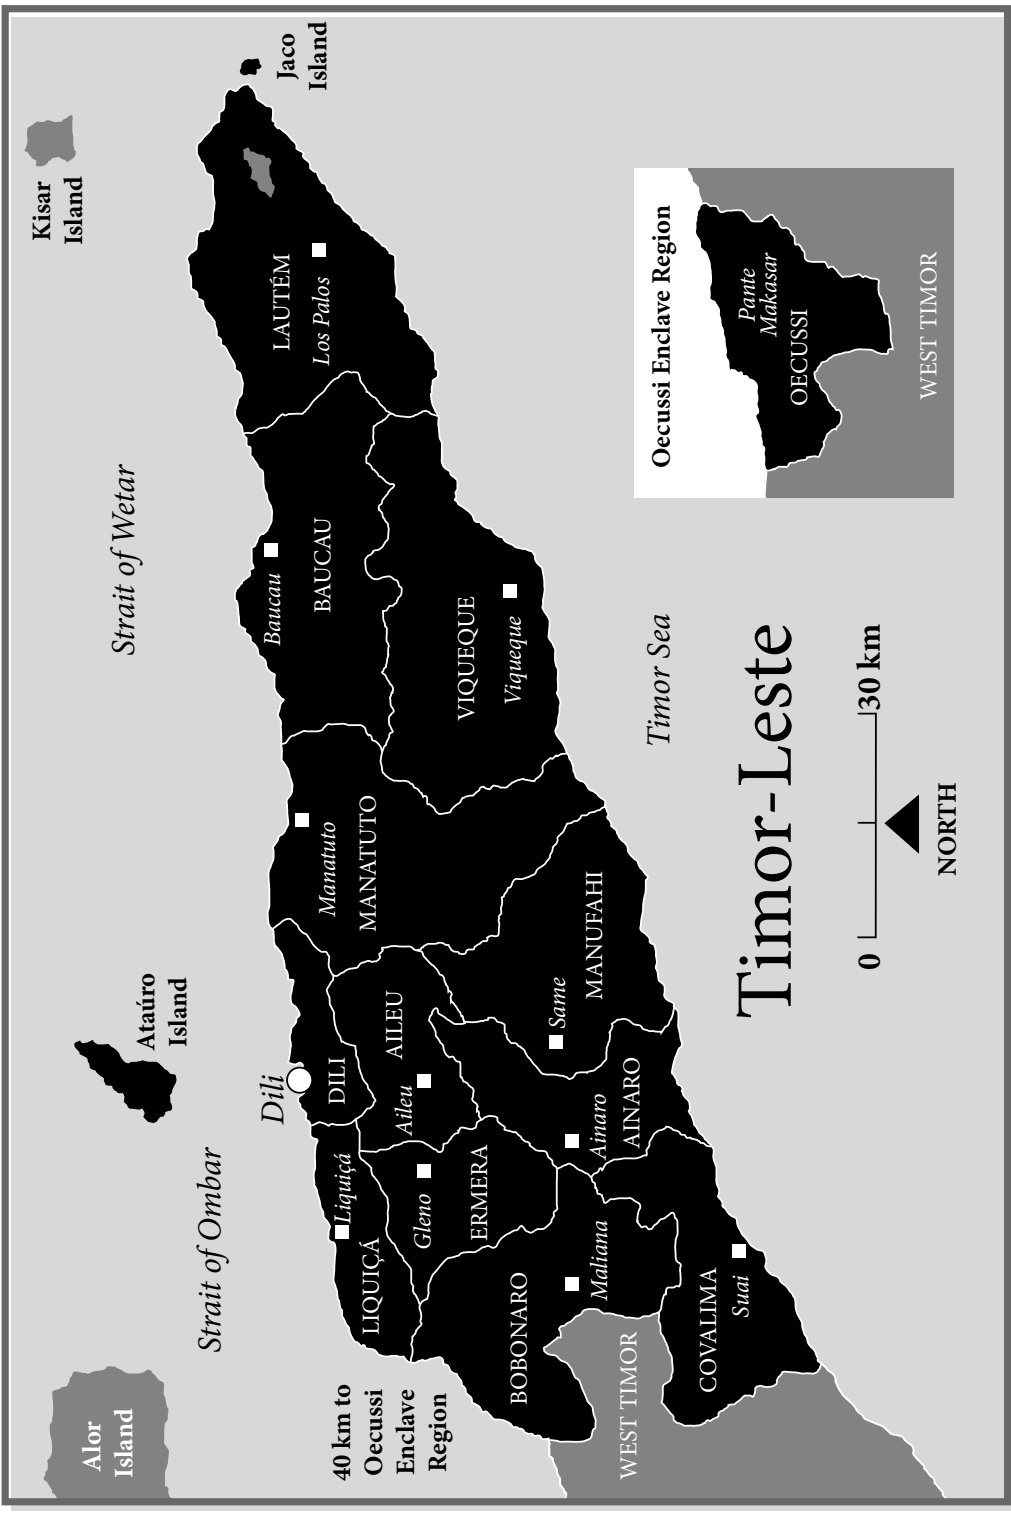 Kisar
Island
Jaco
Island
Alor
Island
Strait of Ombar
Ataúro
Island
Strait of Wetar
Dili
LAUTÉM
Los Palos
Baucau
BAUCAU
VIQUEQUE
Viqueque
Manatuto
MANATUTO
DILI
AILEU
Aileu
Liquiçá
LIQUIÇÁ
Gleno
ERMERA
MANUFAHI
Same
Ainaro
AINARO
BOBONARO
Maliana
COVALIMA
Suai
WEST TIMOR
40 km to
Oecussi
Enclave
Region
Timor Sea
Timor-Leste
0
30 km
NORTH
Oecussi Enclave Region
Pante
Makasar
OECUSSI
WEST TIMOR